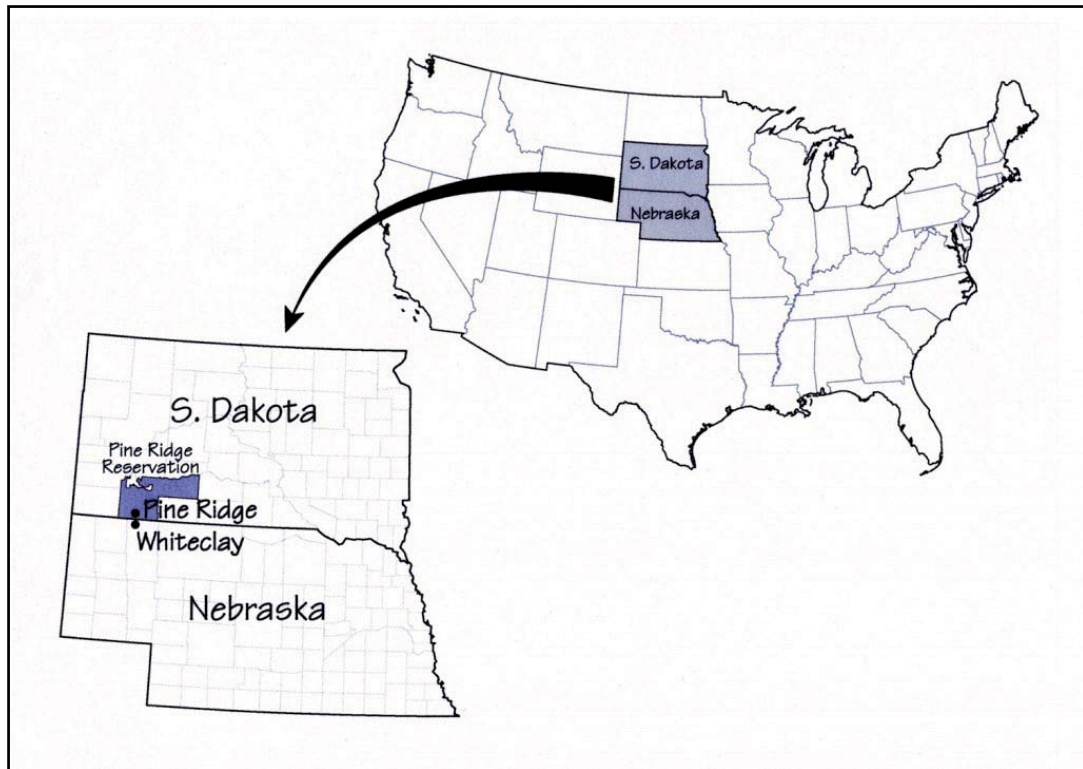 S. Dakota
Nebraska
S. Dakota
Pine Ridge
Reservation
Pine Ridge
Whiteclay
Nebraska